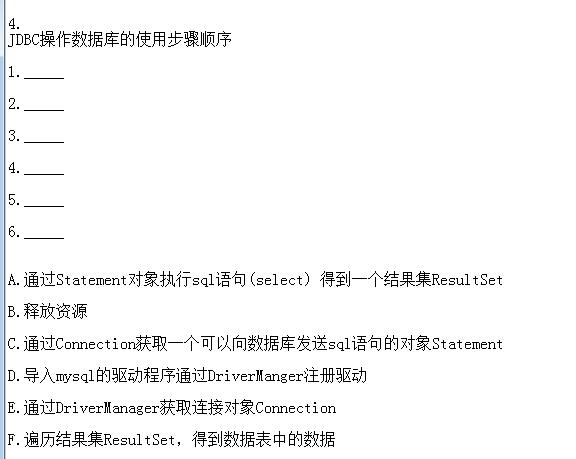 4.
JDBC操作数据库的使用步骤顺序
1._____
2._____
3._____
4._____
5._____
6._____
A.通过Statement对象执行sql语句(select) 得到一个结果集ResultSet
B.释放资源
C.通过Connection获取一个可以向数据库发送sql语句的对象Statement
D.导入mysql的驱动程序通过DriverManger注册驱动
E.通过DriverManager获取连接对象Connection
F.遍历结果集ResultSet，得到数据表中的数据